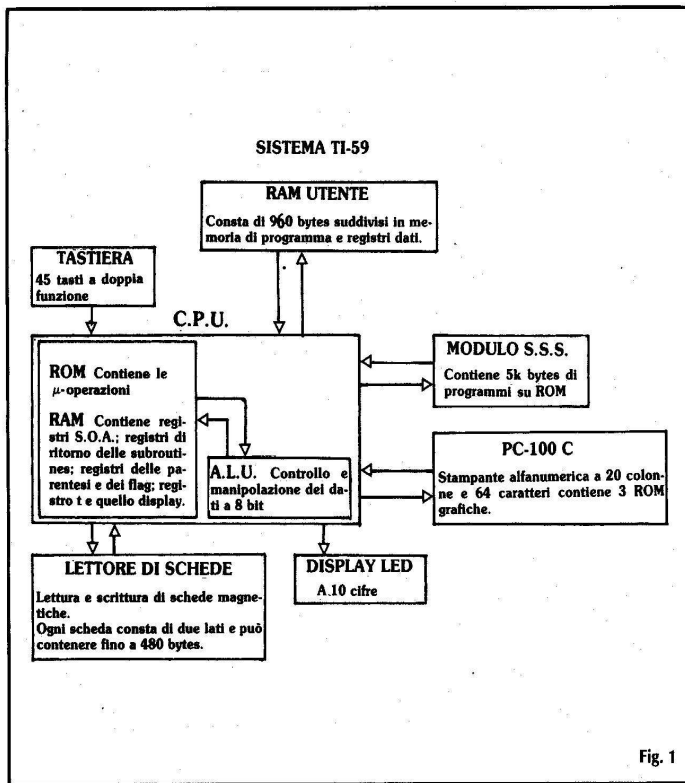 SISTEMA TI-59
RAM UTENTE
Consta di 960 bytes suddivisi in me-
moria di programma e registri dati.
TASTIERA
45 tasti a doppia
funzione
C.P.U.
ROM Contiene le
μ-operazioni
RAM Contiene regi-
stri S.O.A.; registri di
ritorno delle subrouti-
nes; registri delle pa-
rentesi e dei flag; regi-
stro t e quello display.
A.L.U. Controllo e
manipolazione dei da-
ti a 8 bit
MODULO S.S.S.
Contiene 5k bytes di
programmi su ROM
PC-100 C
Stampante alfanumerica a 20 colon-
ne e 64 caratteri contiene 3 ROM
grafiche.
LETTORE DI SCHEDE
Lettura e scrittura di schede magne-
tiche.
Ogni scheda consta di due lati e può
contenere fino a 480 bytes.
DISPLAY LED
A 10 cifre
Fig. 1